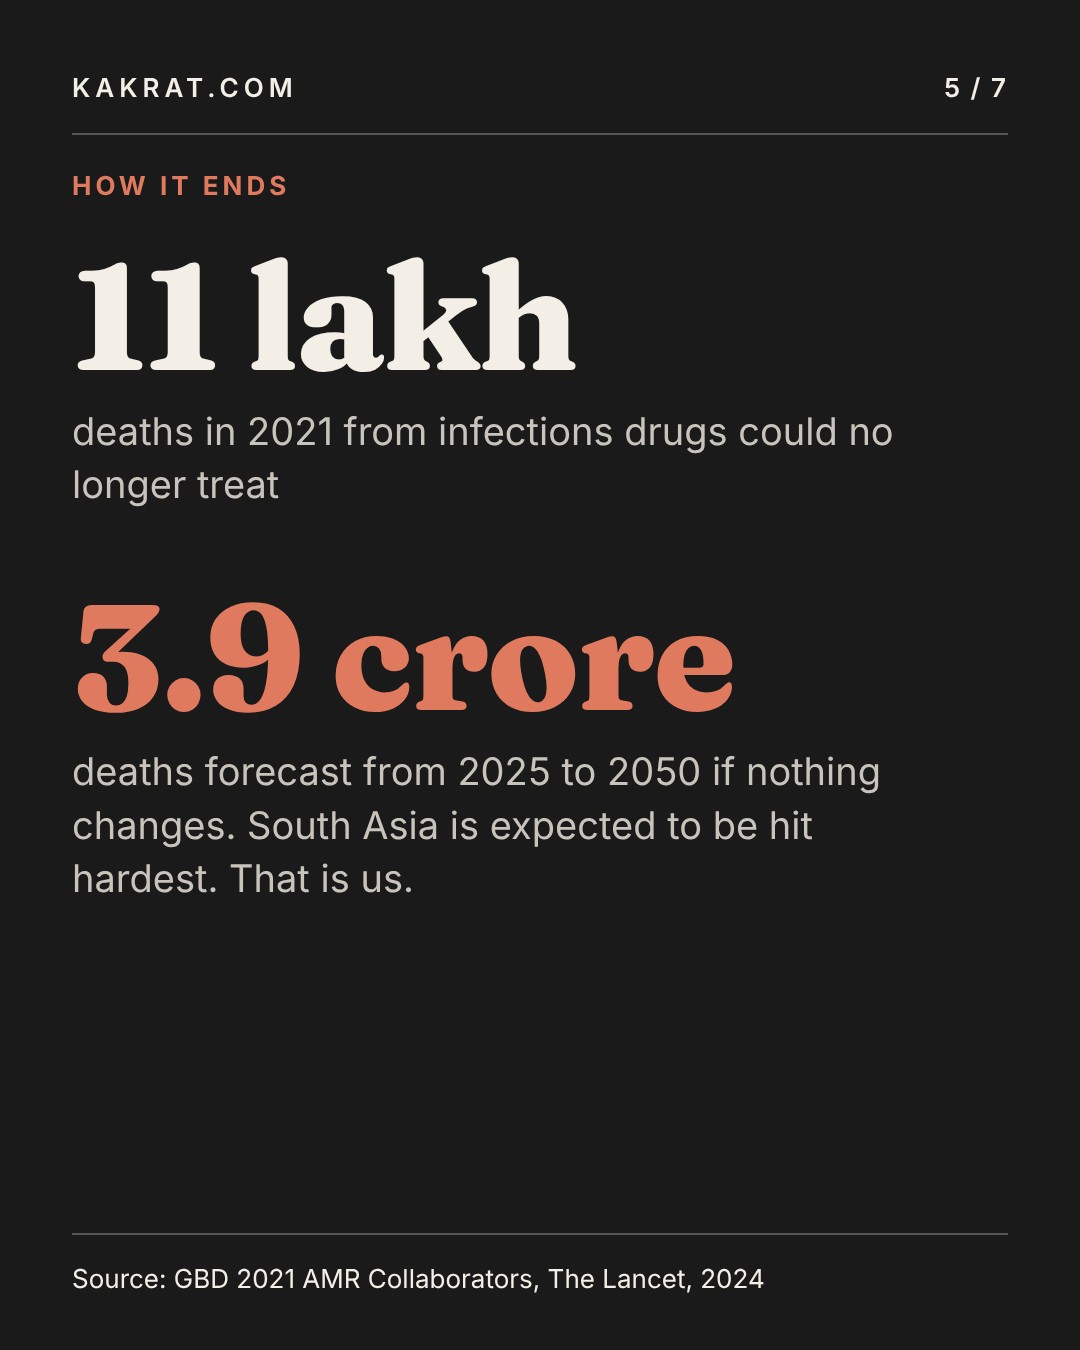 KAKRAT.COM
5 / 7
HOW IT ENDS
11 lakh
deaths in 2021 from infections drugs could no
longer treat
3.9 crore
deaths forecast from 2025 to 2050 if nothing
changes. South Asia is expected to be hit
hardest. That is us.
Source: GBD 2021 AMR Collaborators, The Lancet, 2024